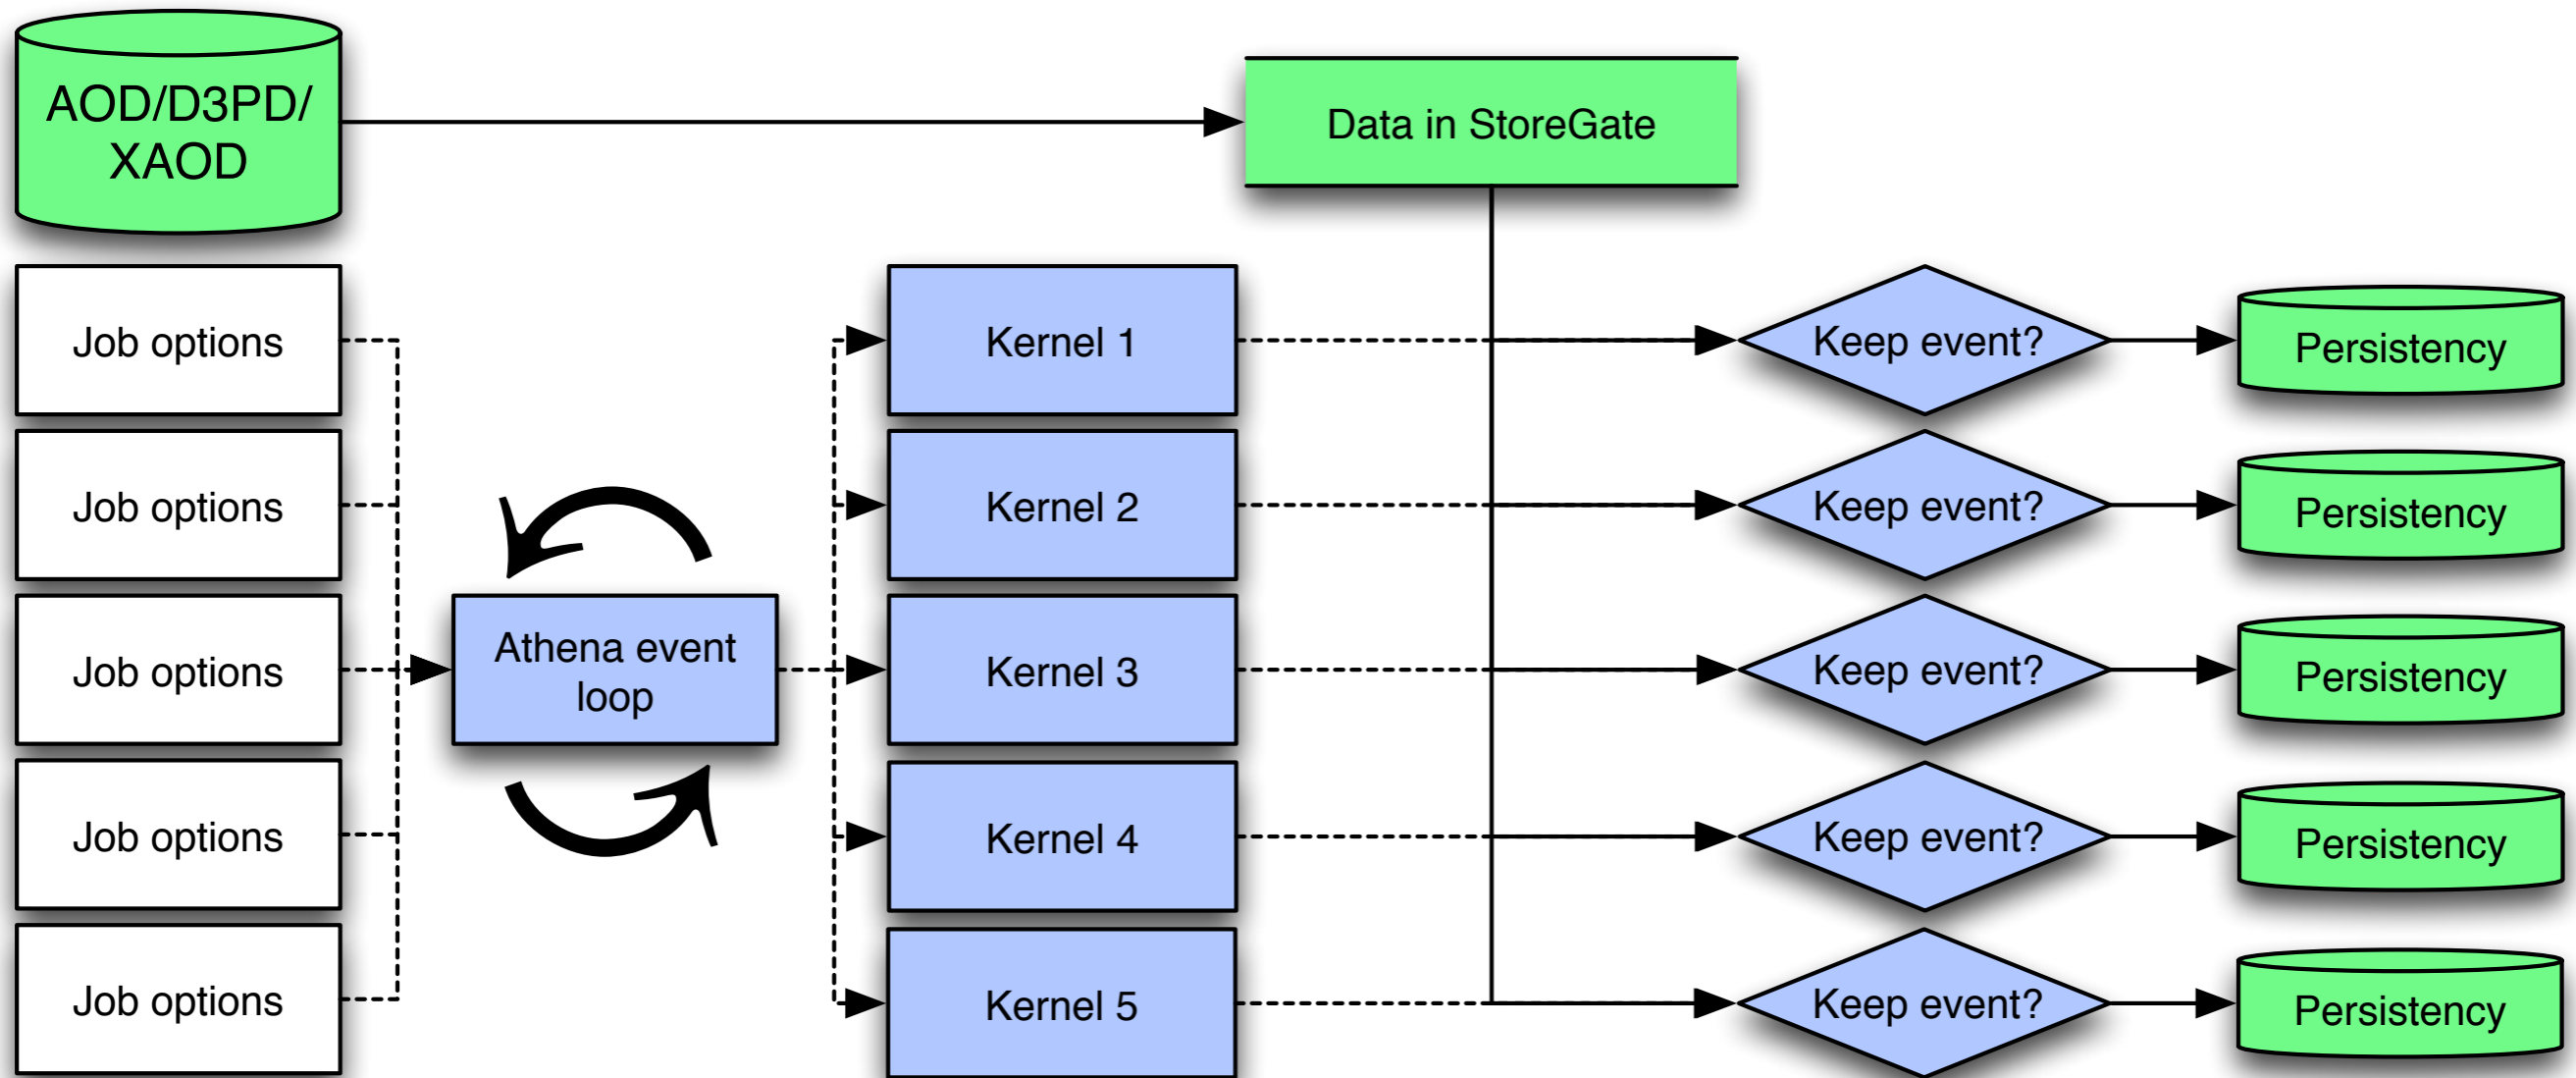 AOD/D3PD/
XAOD
Data in StoreGate
Job options
Kernel 1
Keep event?
Persistency
Job options
Kernel 2
Keep event?
Persistency
Job options
Athena event
loop
Kernel 3
Keep event?
Persistency
Job options
Kernel 4
Keep event?
Persistency
Job options
Kernel 5
Keep event?
Persistency